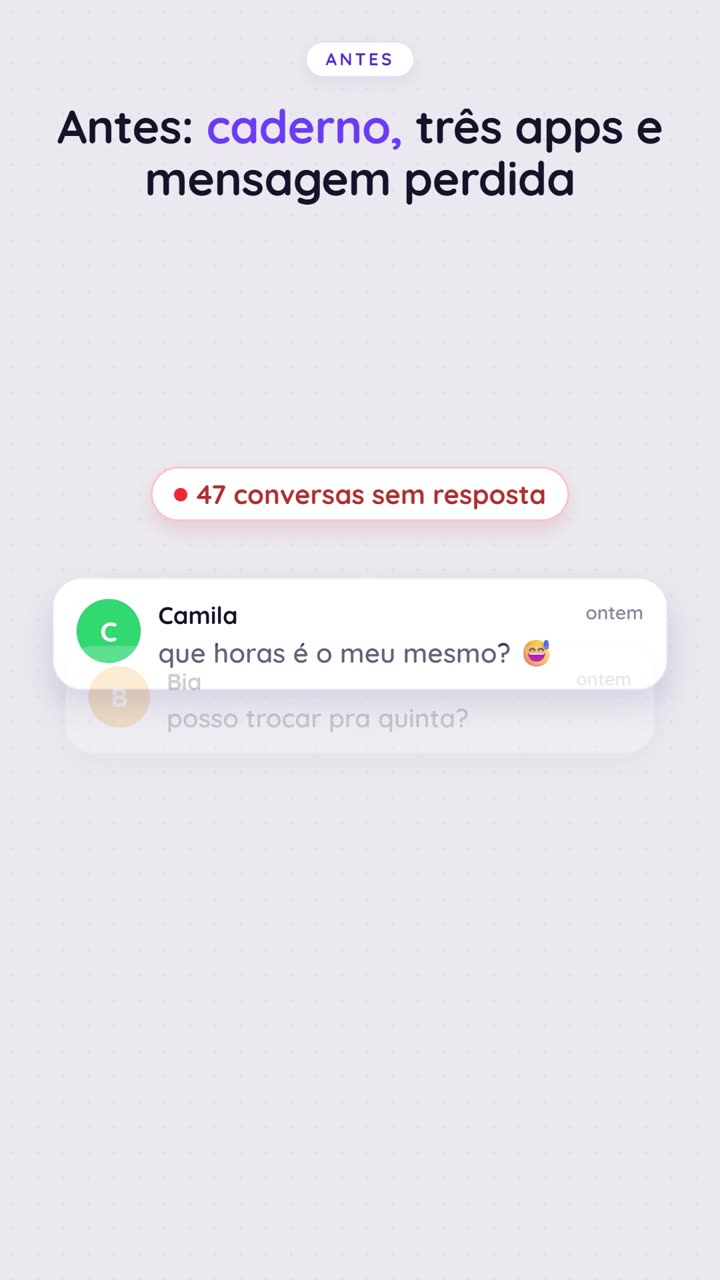 ANTES
Antes: caderno, três apps e
mensagem perdida
47 conversas sem resposta
C
Camila
ontem
que horas é o meu mesmo? 😅
B
Bia
ontem
posso trocar pra quinta?